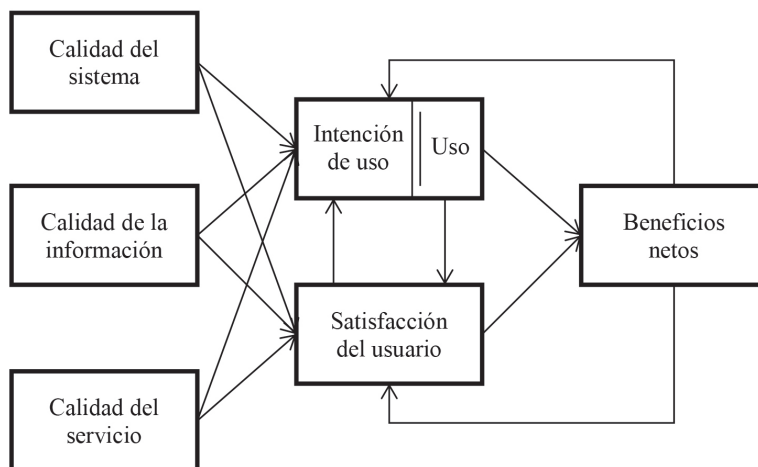 Calidad del
sistema
Calidad de la
información
Calidad del
servicio
Intención
de uso
Uso
Satisfacción
del usuario
Beneficios
netos